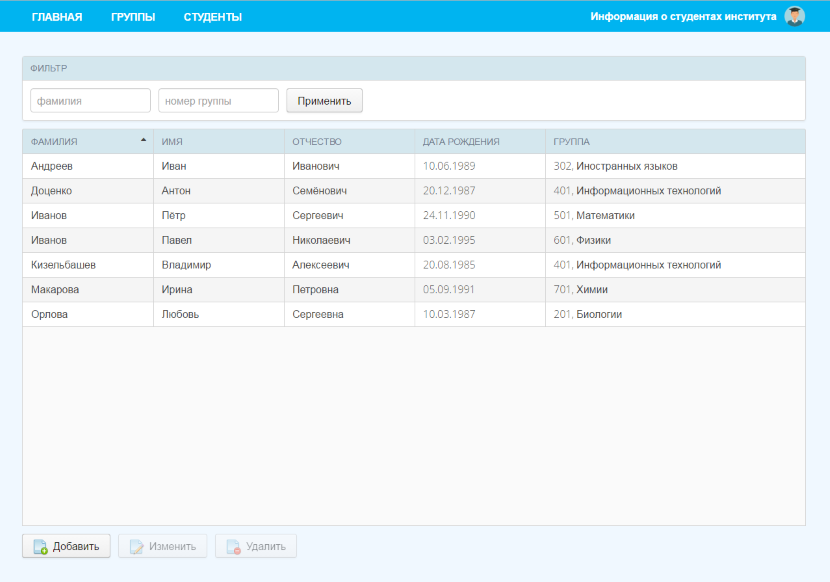 ГЛАВНАЯ ГРУППЫ СТУДЕНТЫ Информация о студентах института
ФИЛЬТР
фамилия номер группы Применить
ФАМИЛИЯ ИМЯ ОТЧЕСТВО ДАТА РОЖДЕНИЯ ГРУППА
Андреев Иван Иванович 10.06.1989 302, Иностранных языков
Доценко Антон Семёнович 20.12.1987 401, Информационных технологий
Иванов Пётр Сергеевич 24.11.1990 501, Математики
Иванов Павел Николаевич 03.02.1995 601, Физики
Кизельбашев Владимир Алексеевич 20.08.1985 401, Информационных технологий
Макарова Ирина Петровна 05.09.1991 701, Химии
Орлова Любовь Сергеевна 10.03.1987 201, Биологии
Добавить Изменить Удалить